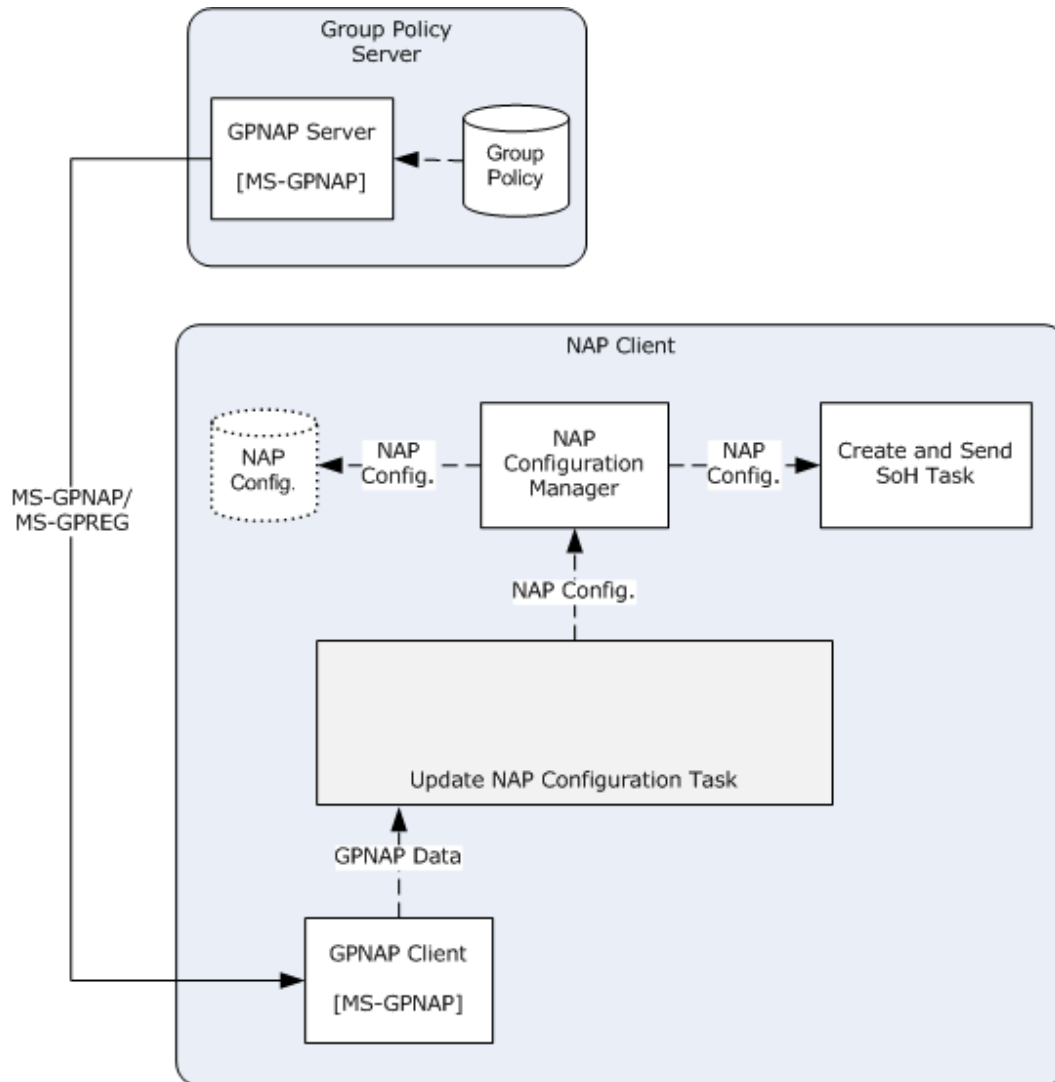 Group Policy
Server
GPNAP Server
[MS-GPNAP]
Group
Policy
NAP Client
NAP
Config.
NAP
Config.
NAP
Configuration
Manager
NAP
Config.
Create and Send
SoH Task
MS-GPNAP/
MS-GPREG
NAP Config.
Update NAP Configuration Task
GPNAP Data
GPNAP Client
[MS-GPNAP]